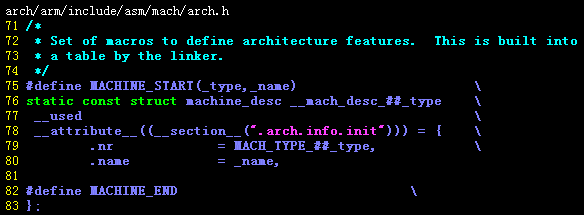 arch/arm/include/asm/mach/arch.h
71 /*
72  * Set of macros to define architecture features.  This is built into
73  * a table by the linker.
74  */
75 #define MACHINE_START(_type,_name)                      \
76 static const struct machine_desc __mach_desc_##_type    \
77  __used                                                 \
78  __attribute__((__section__(".arch.info.init"))) = {    \
79         .nr             = MACH_TYPE_##_type,            \
80         .name           = _name,
81
82 #define MACHINE_END                             \
83 };